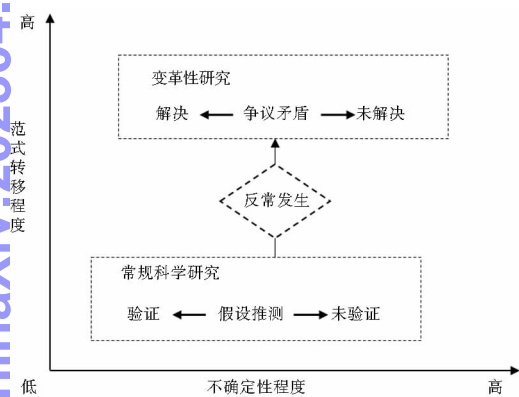 高
变革性研究
解决 争议矛盾 未解决
范式转移程度
反常发生
常规科学研究
验证 假设推测 未验证
低 不确定性程度 高